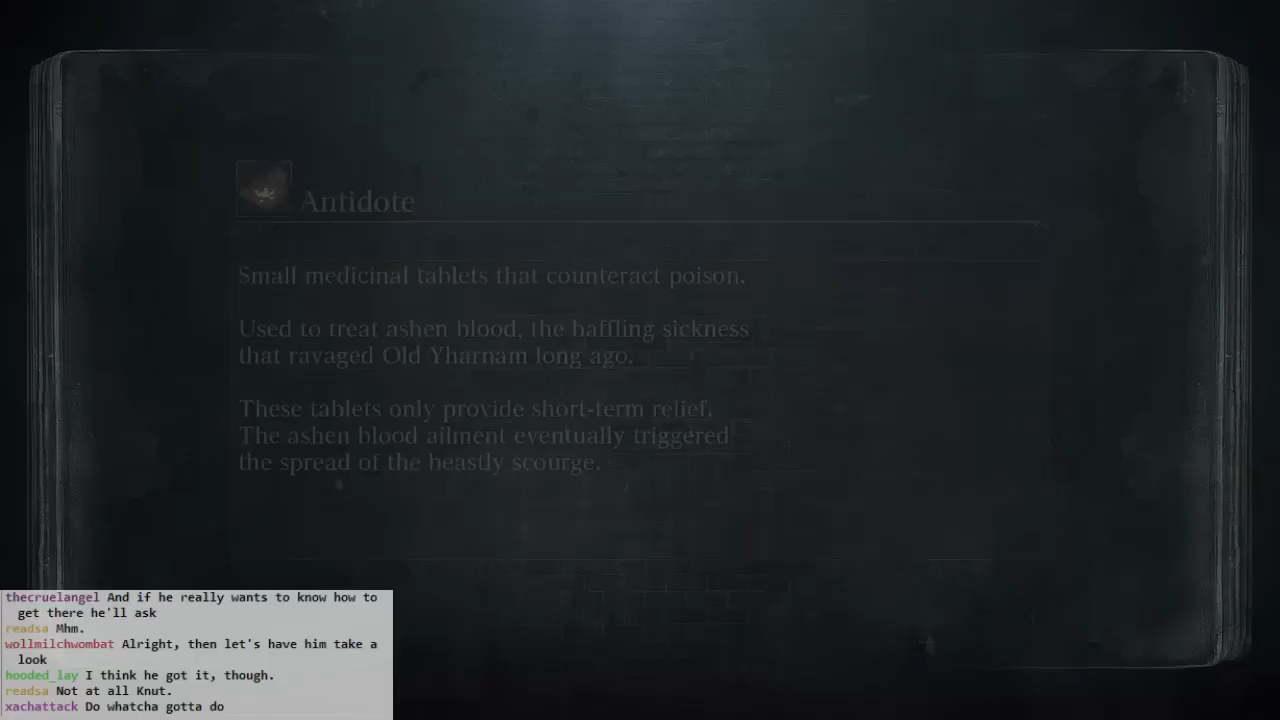 Antidote
Small medicinal tablets that counteract poison.
Used to treat ashen blood, the baffling sickness
that ravaged Old Yharnam long ago.
These tablets only provide short-term relief.
The ashen blood ailment eventually triggered
the spread of the beastly scourge.
thecruelangel And if he really wants to know how to
get there he'll ask
readsa Mhm.
wollmilchwombat Alright, then let's have him take a
look
hooded_lay I think he got it, though.
readsa Not at all Knut.
xachattack Do whatcha gotta do